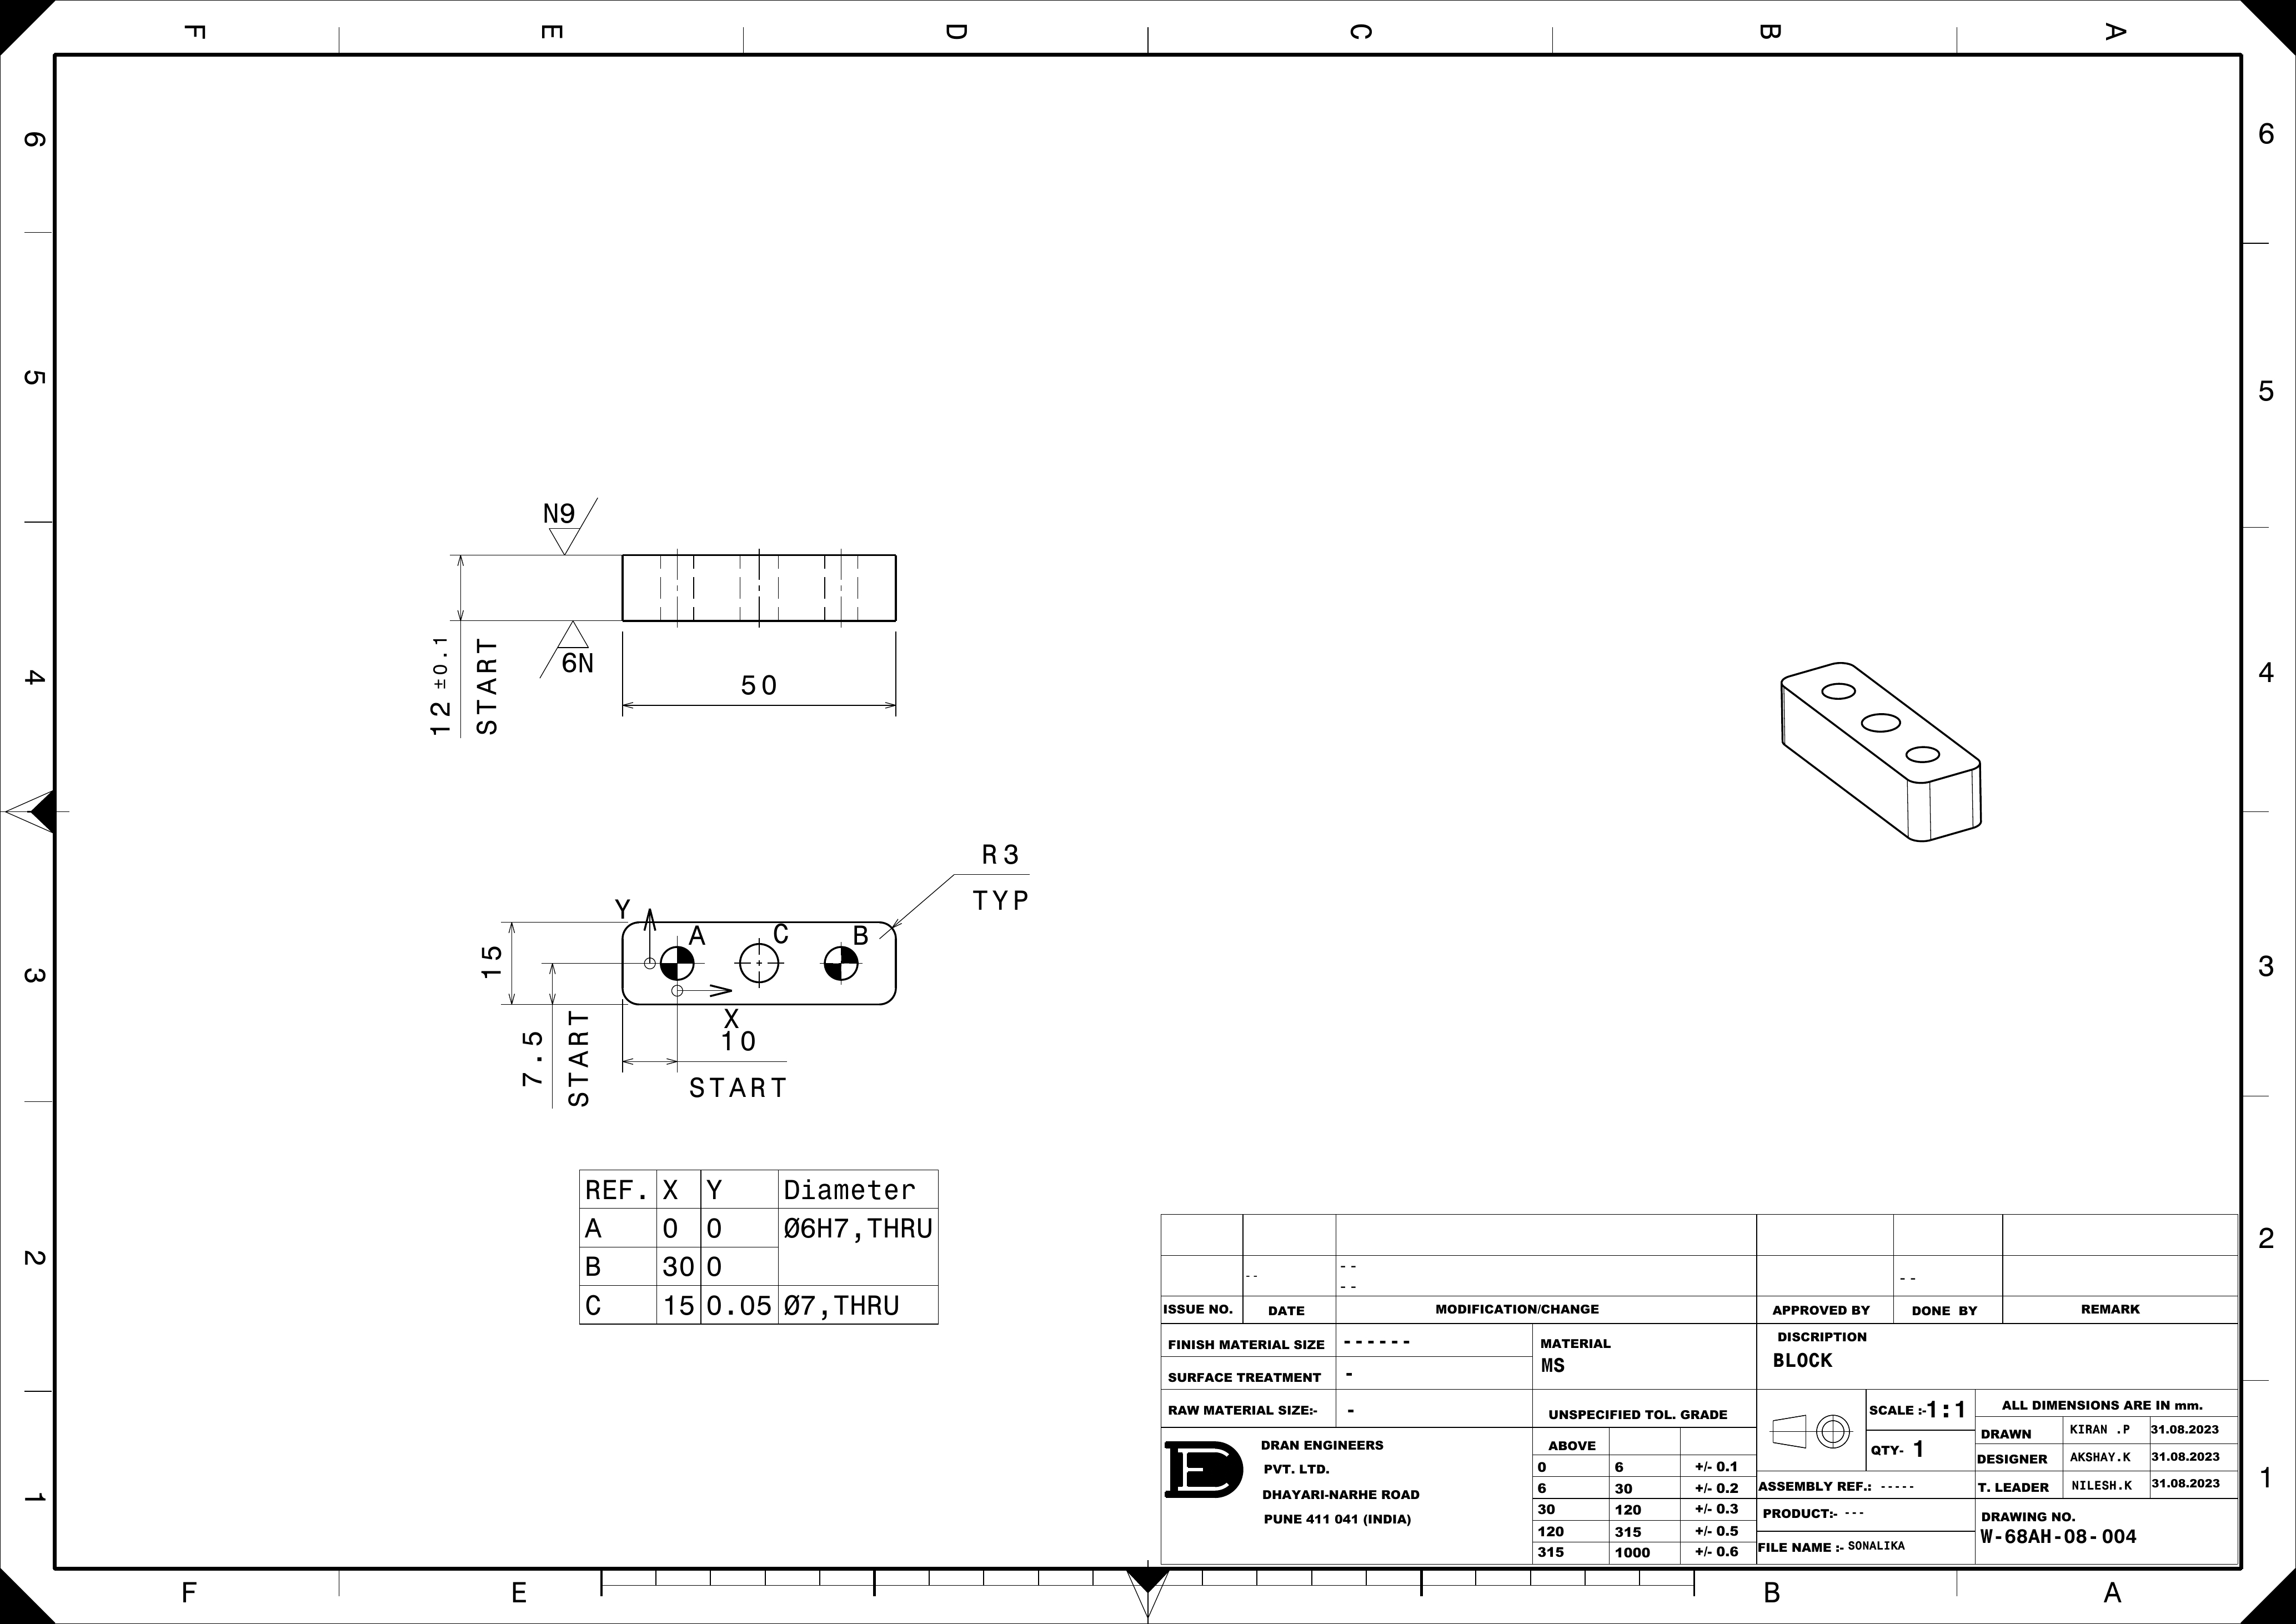 F E D C B A
6 6
5 5
4 4
3 3
2 2
1 1
N9
6N
12 ±0.1
START
50
R3
TYP
Y
A C B
15
X
7.5
START
10
START
REF. X Y Diameter
A 0 0 Ø6H7,THRU
B 30 0
C 15 0.05 Ø7,THRU
-- -- --
--
ISSUE NO. DATE MODIFICATION/CHANGE APPROVED BY DONE BY REMARK
FINISH MATERIAL SIZE ------
SURFACE TREATMENT -
RAW MATERIAL SIZE:- -
MATERIAL
MS
DISCRIPTION
BLOCK
UNSPECIFIED TOL. GRADE
ABOVE
0 6 +/- 0.1
6 30 +/- 0.2
30 120 +/- 0.3
120 315 +/- 0.5
315 1000 +/- 0.6
DRAN ENGINEERS
PVT. LTD.
DHAYARI-NARHE ROAD
PUNE 411 041 (INDIA)
SCALE :-1:1
QTY- 1
ALL DIMENSIONS ARE IN mm.
DRAWN KIRAN .P 31.08.2023
DESIGNER AKSHAY.K 31.08.2023
T. LEADER NILESH.K 31.08.2023
ASSEMBLY REF.: -----
PRODUCT:- ---
FILE NAME :- SONALIKA
DRAWING NO.
W-68AH-08-004
F E B A